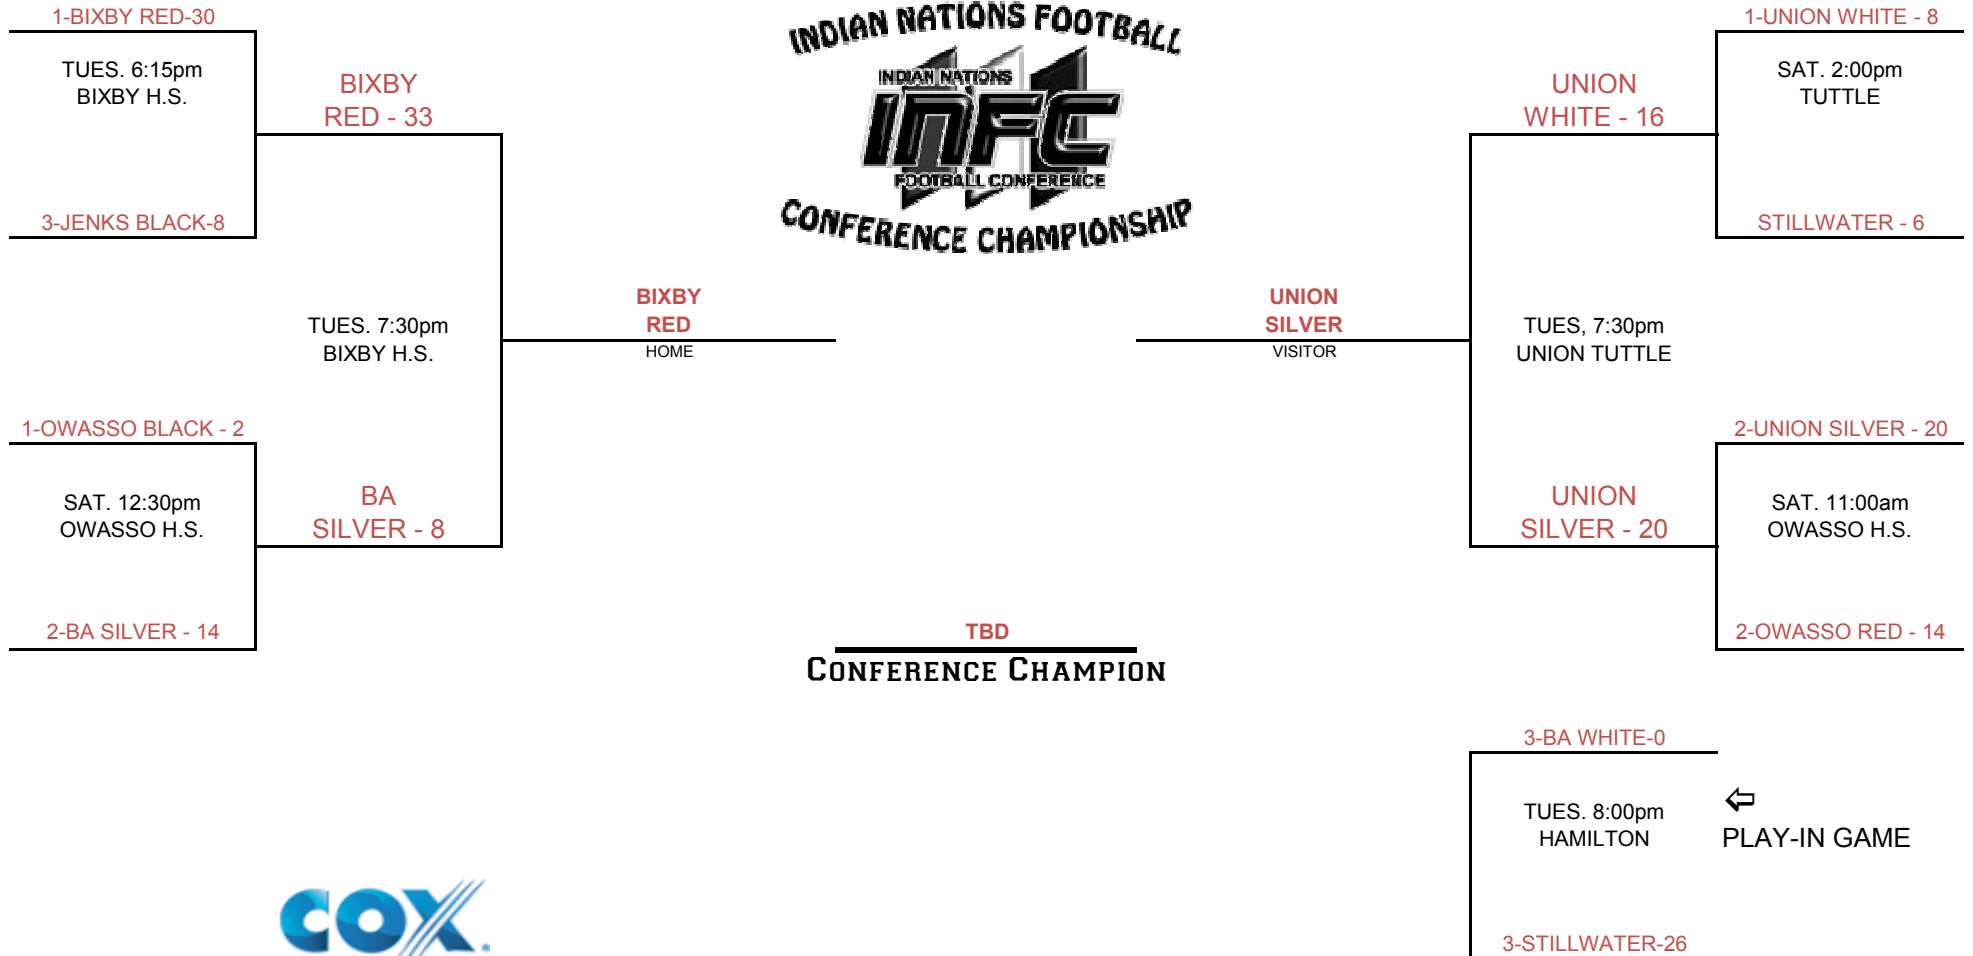 1-BIXBY RED-30
TUES. 6:15pm
BIXBY H.S.
3-JENKS BLACK-8
BIXBY
RED - 33
TUES. 7:30pm
BIXBY H.S.
1-OWASSO BLACK - 2
SAT. 12:30pm
OWASSO H.S.
2-BA SILVER - 14
BA
SILVER - 8
BIXBY
RED
HOME
INDIAN NATIONS FOOTBALL
INDIAN NATIONS
INFC
FOOTBALL CONFERENCE
CONFERENCE CHAMPIONSHIP
UNION
SILVER
VISITOR
TBD
CONFERENCE CHAMPION
UNION
WHITE - 16
TUES, 7:30pm
UNION TUTTLE
UNION
SILVER - 20
1-UNION WHITE - 8
SAT. 2:00pm
TUTTLE
STILLWATER - 6
2-UNION SILVER - 20
SAT. 11:00am
OWASSO H.S.
2-OWASSO RED - 14
3-BA WHITE-0
TUES. 8:00pm
HAMILTON
PLAY-IN GAME
3-STILLWATER-26
COX